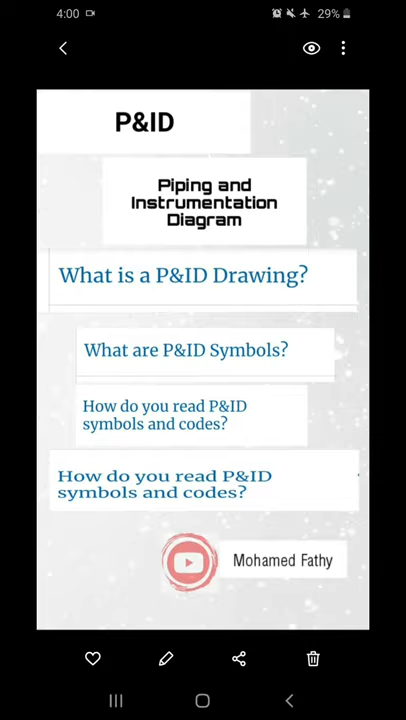 4:00
29%
P&ID
Piping and
Instrumentation
Diagram
What is a P&ID Drawing?
What are P&ID Symbols?
How do you read P&ID
symbols and codes?
How do you read P&ID
symbols and codes?
Mohamed Fathy